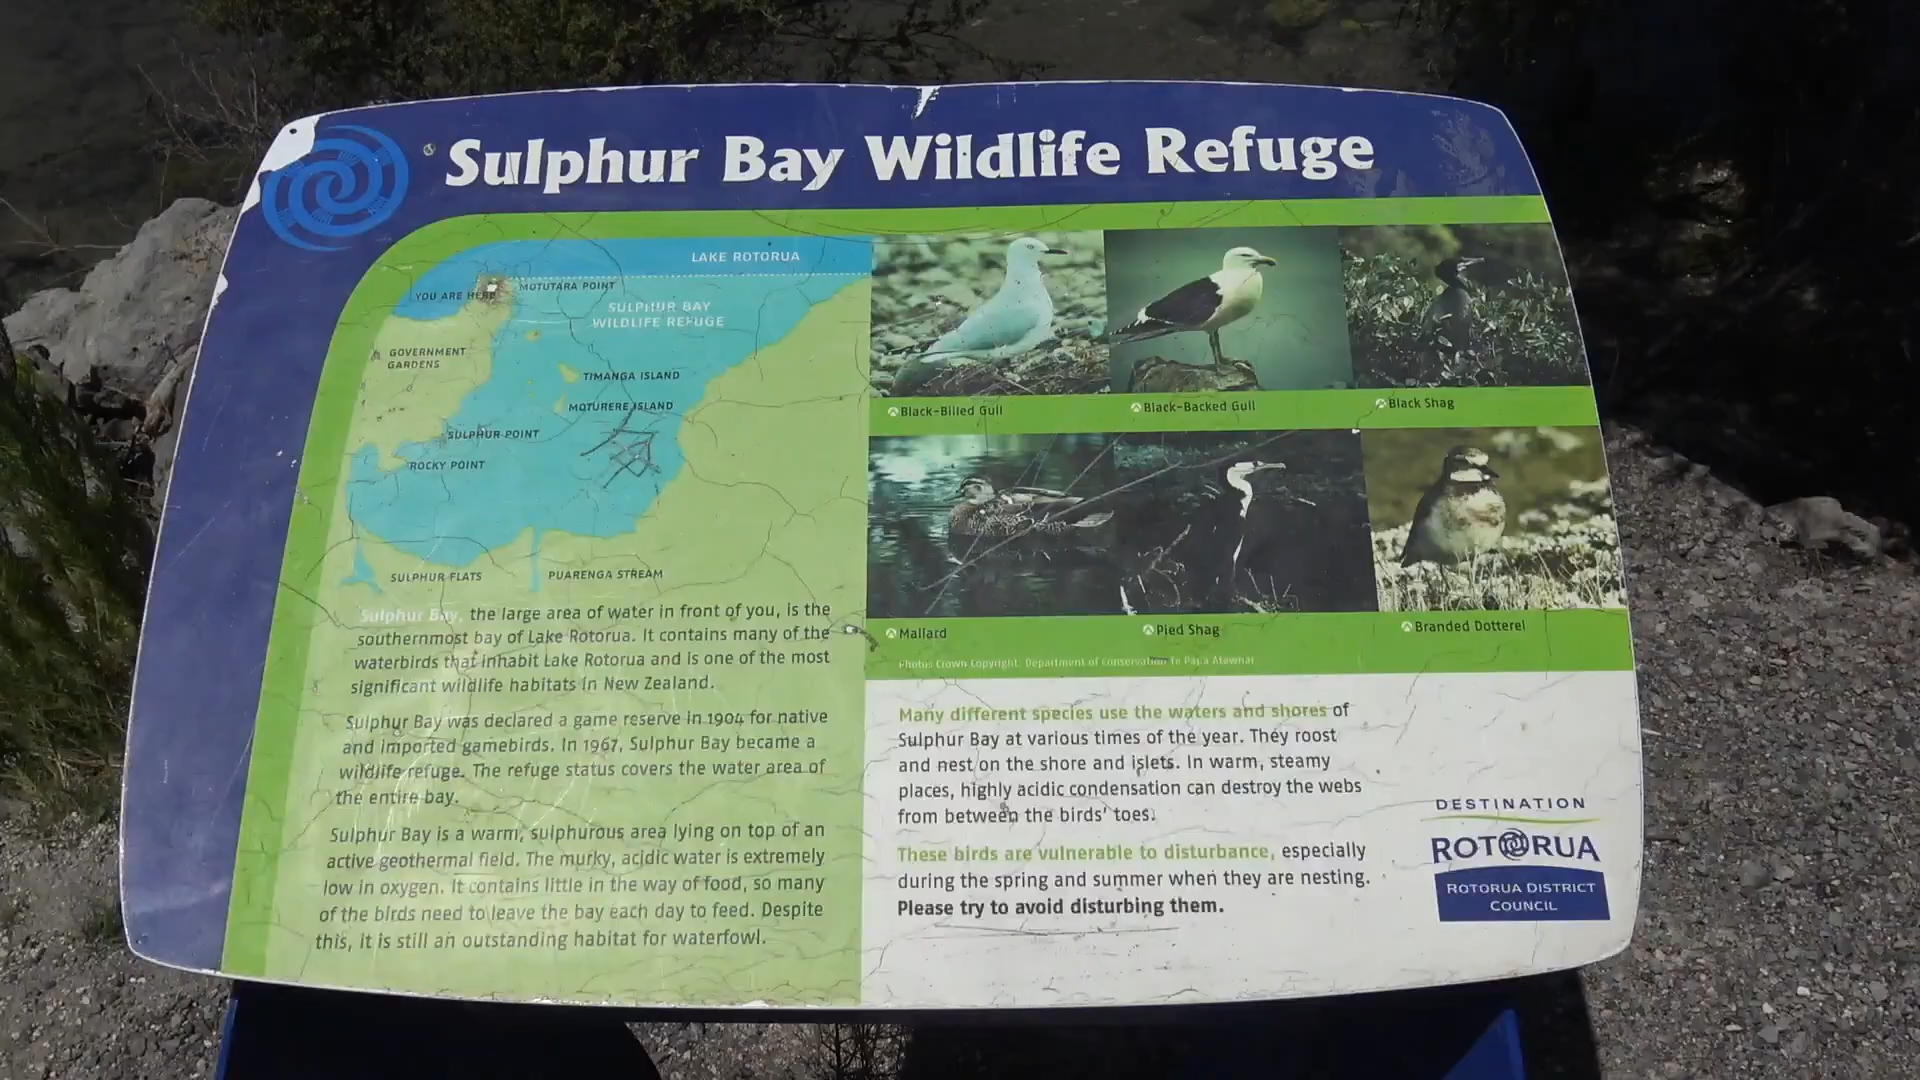 Sulphur Bay Wildlife Refuge
LAKE ROTORUA
YOU ARE HERE
MOTUTARA POINT
SULPHUR BAY
WILDLIFE REFUGE
GOVERNMENT
GARDENS
TIMANGA ISLAND
MOTURERE ISLAND
SULPHUR POINT
ROCKY POINT
SULPHUR FLATS
PUARENGA STREAM
Sulphur Bay, the large area of water in front of you, is the
southernmost bay of Lake Rotorua. It contains many of the
waterbirds that inhabit Lake Rotorua and is one of the most
significant wildlife habitats in New Zealand.
Sulphur Bay was declared a game reserve in 1904 for native
and imported gamebirds. In 1967, Sulphur Bay became a
wildlife refuge. The refuge status covers the water area of
the entire bay.
Sulphur Bay is a warm, sulphurous area lying on top of an
active geothermal field. The murky, acidic water is extremely
low in oxygen. It contains little in the way of food, so many
of the birds need to leave the bay each day to feed. Despite
this, it is still an outstanding habitat for waterfowl.
Black-Billed Gull
Black-Backed Gull
Black Shag
Mallard
Pied Shag
Branded Dotterel
Photos Crown Copyright: Department of Conservation Te Papa Atawhai
Many different species use the waters and shores of
Sulphur Bay at various times of the year. They roost
and nest on the shore and islets. In warm, steamy
places, highly acidic condensation can destroy the webs
from between the birds' toes.
These birds are vulnerable to disturbance, especially
during the spring and summer when they are nesting.
Please try to avoid disturbing them.
DESTINATION
ROTORUA
ROTORUA DISTRICT
COUNCIL